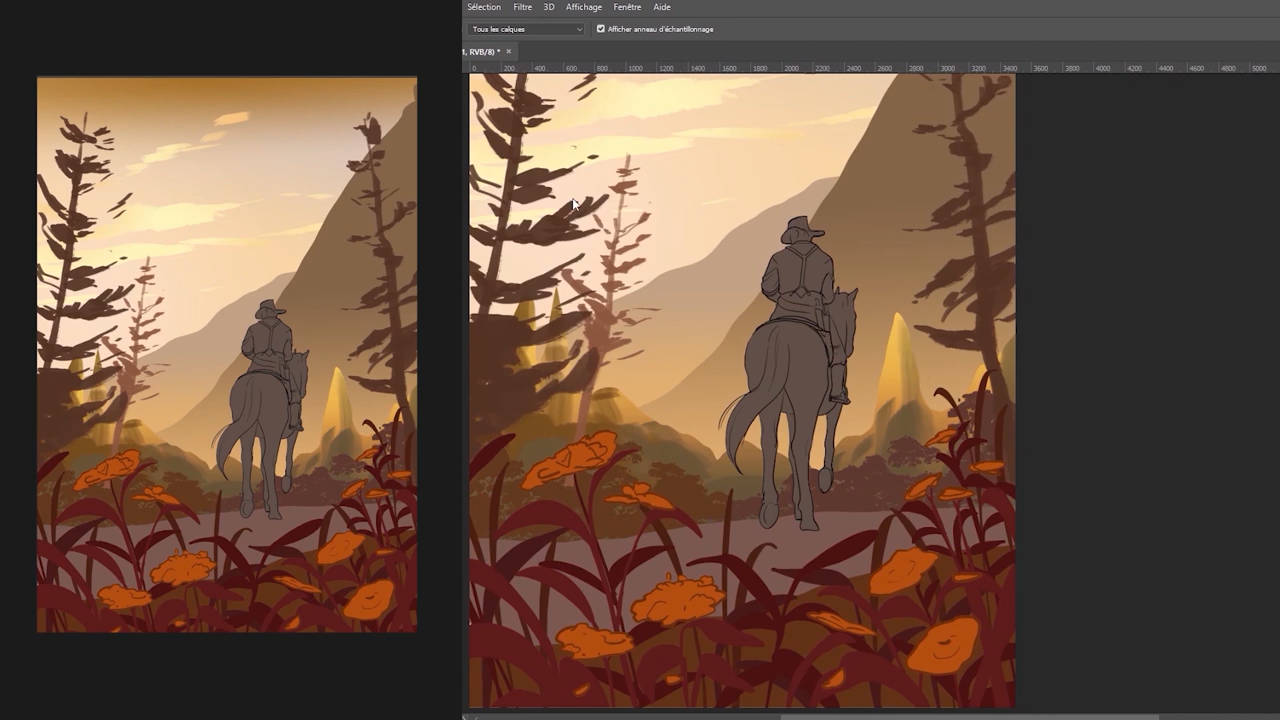 Sélection Filtre 3D Affichage Fenêtre Aide
Tous les calques Afficher anneau d'échantillonnage
1, RVB/8) * ×
0 200 400 600 800 1000 1200 1400 1600 1800 2000 2200 2400 2600 2800 3000 3200 3400 3600 3800 4000 4200 4400 4600 4800 5000